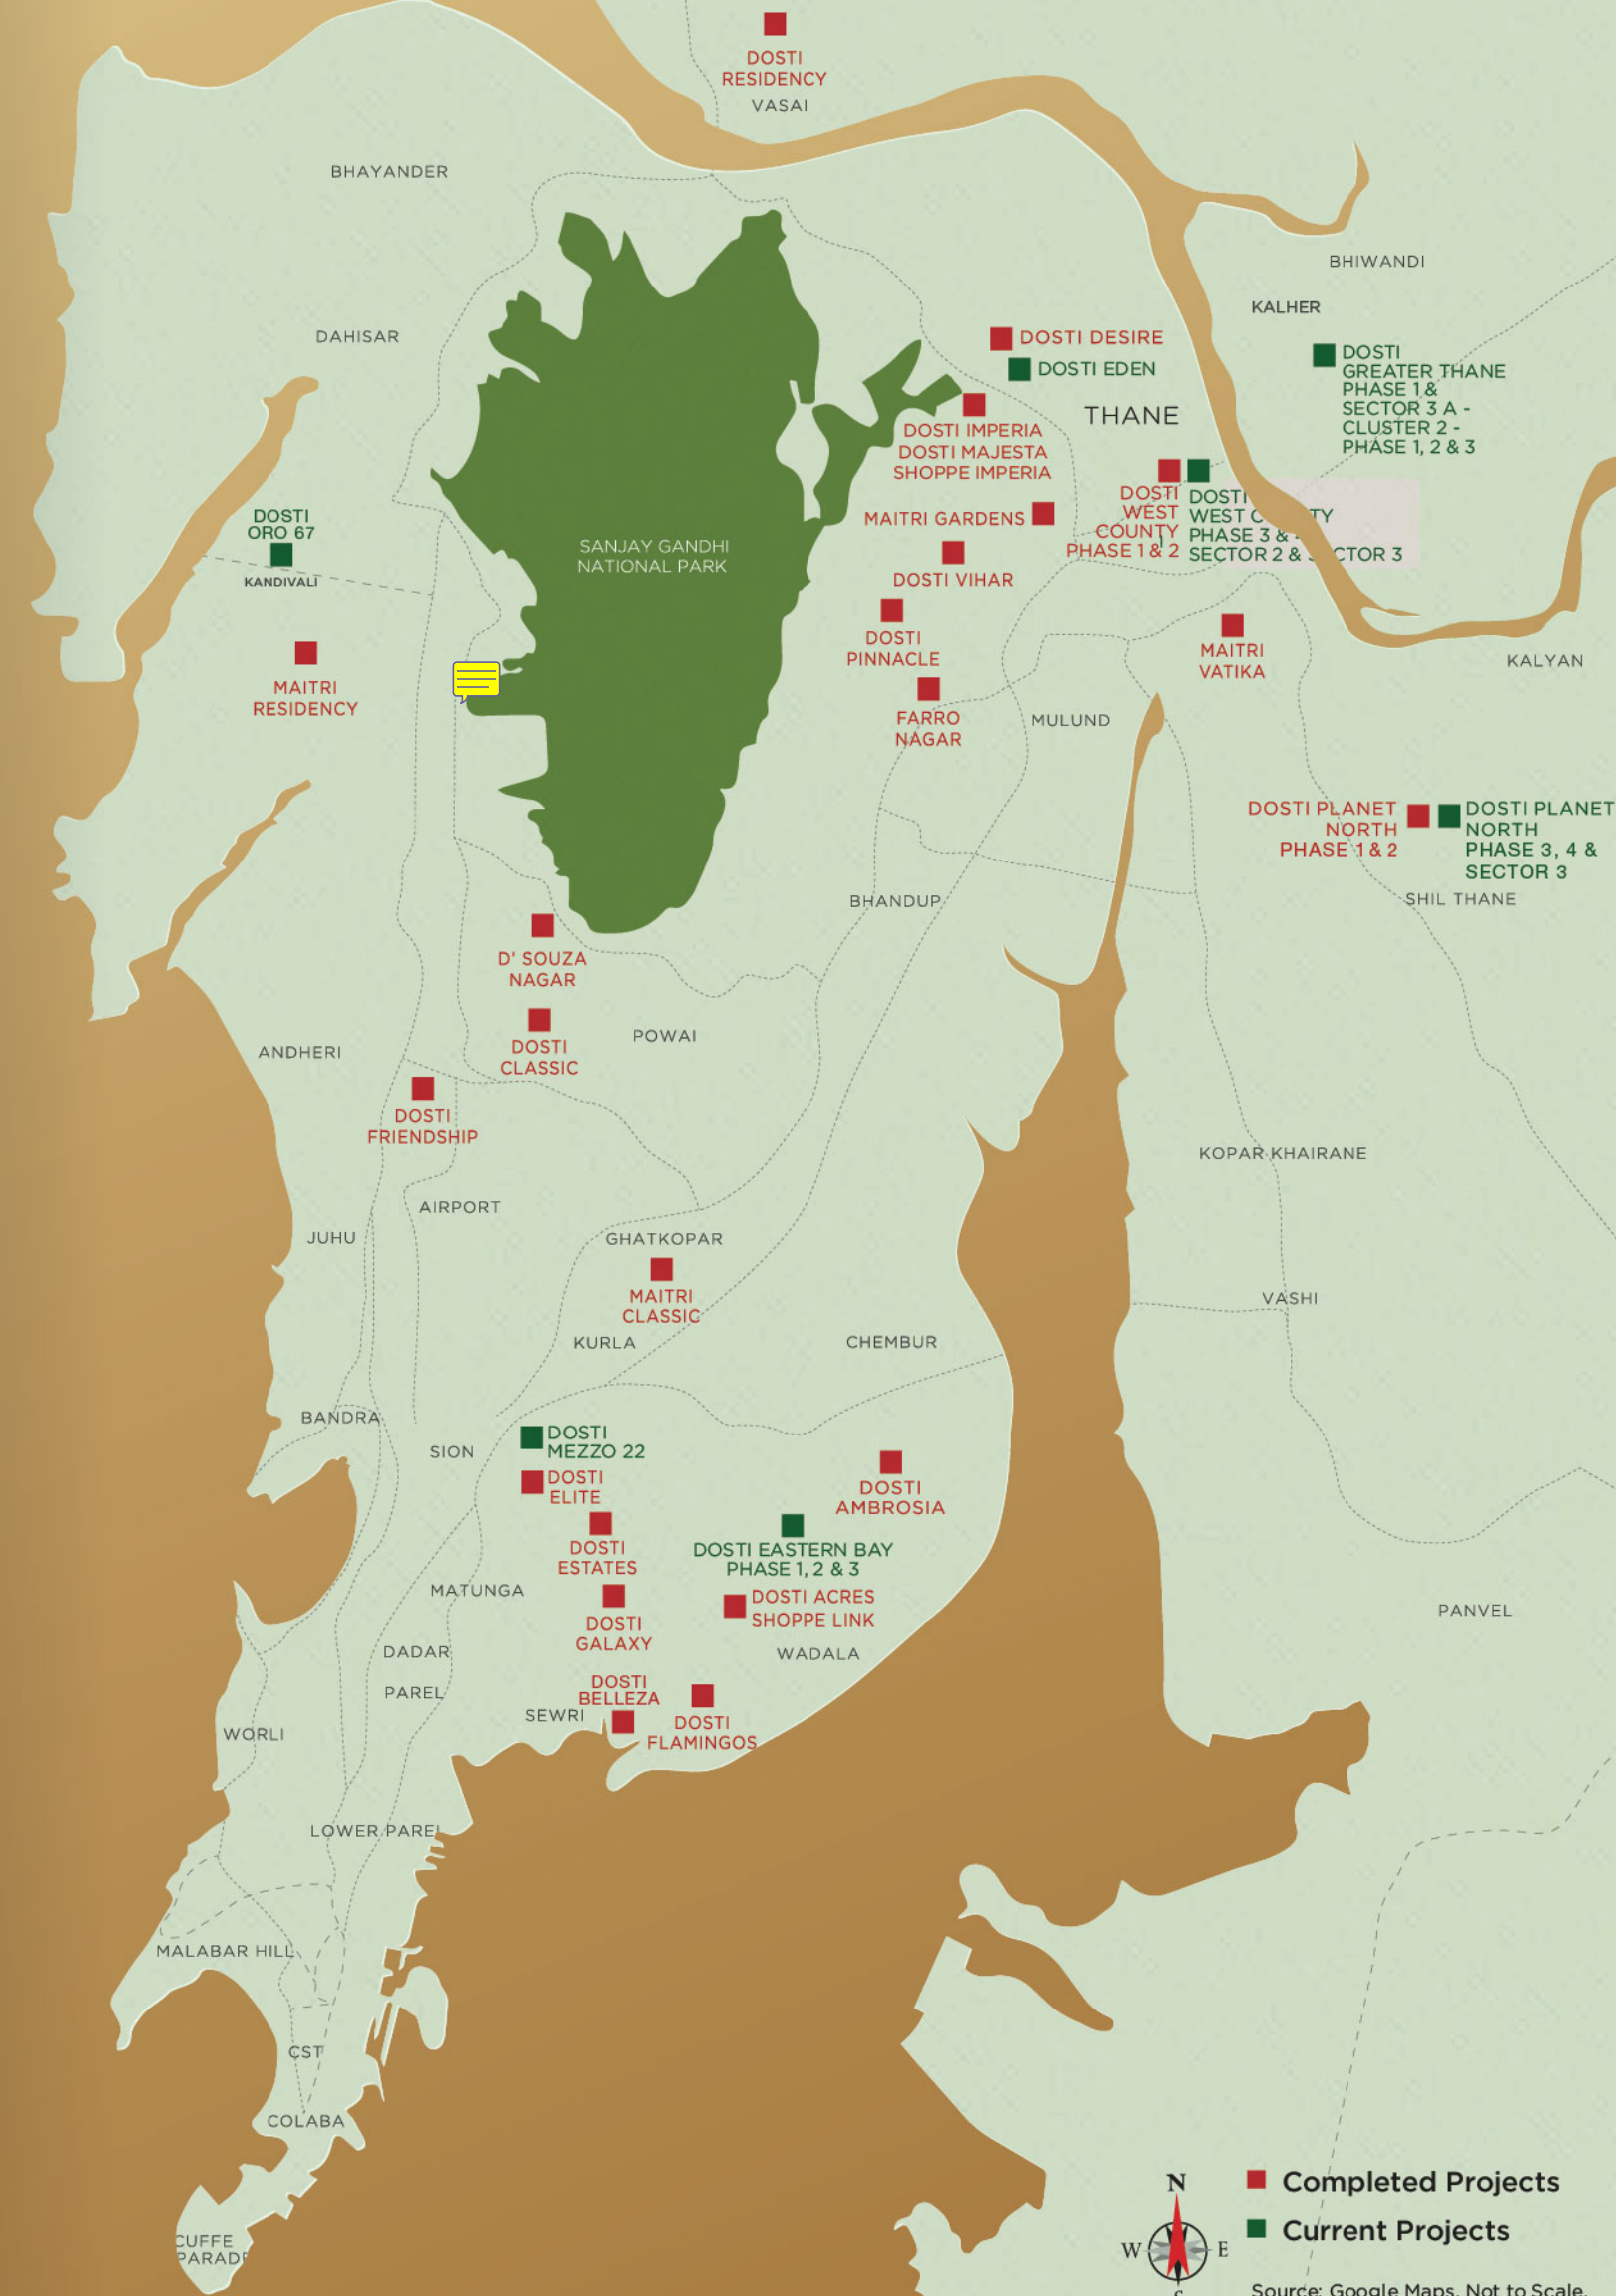 DOSTI
RESIDENCY
VASAI
BHAYANDER
BHIWANDI
KALHER
DAHISAR
DOSTI DESIRE
DOSTI EDEN
DOSTI
GREATER THANE
PHASE 1 &
SECTOR 3 A -
CLUSTER 2 -
PHASE 1, 2 & 3
THANE
DOSTI IMPERIA
DOSTI MAJESTA
SHOPPE IMPERIA
DOSTI
WEST
COUNTY
PHASE 1 & 2
DOSTI
WEST
PHASE 3 &
SECTOR 2 &
MAITRI GARDENS
DOSTI
ORO 67
KANDIVALI
SANJAY GANDHI
NATIONAL PARK
DOSTI VIHAR
DOSTI
PINNACLE
MAITRI
VATIKA
KALYAN
MAITRI
RESIDENCY
FARRO
NAGAR
MULUND
DOSTI PLANET
NORTH
PHASE 1 & 2
DOSTI PLANET
NORTH
PHASE 3, 4 &
SECTOR 3
SHIL THANE
BHANDUP
D' SOUZA
NAGAR
DOSTI
CLASSIC
POWAI
ANDHERI
DOSTI
FRIENDSHIP
KOPAR KHAIRANE
AIRPORT
JUHU
GHATKOPAR
MAITRI
CLASSIC
VASHI
KURLA
CHEMBUR
BANDRA
SION
DOSTI
MEZZO 22
DOSTI
ELITE
DOSTI
AMBROSIA
DOSTI
ESTATES
DOSTI EASTERN BAY
PHASE 1, 2 & 3
MATUNGA
DOSTI ACRES
SHOPPE LINK
PANVEL
DOSTI
GALAXY
DADAR
WADALA
PAREL
DOSTI
BELLEZA
SEWRI
DOSTI
FLAMINGOS
WORLI
LOWER PAREL
MALABAR HILL
CST
COLABA
CUFFE
PARADE
N
W
E
S
Completed Projects
Current Projects
Source: Google Maps. Not to Scale.